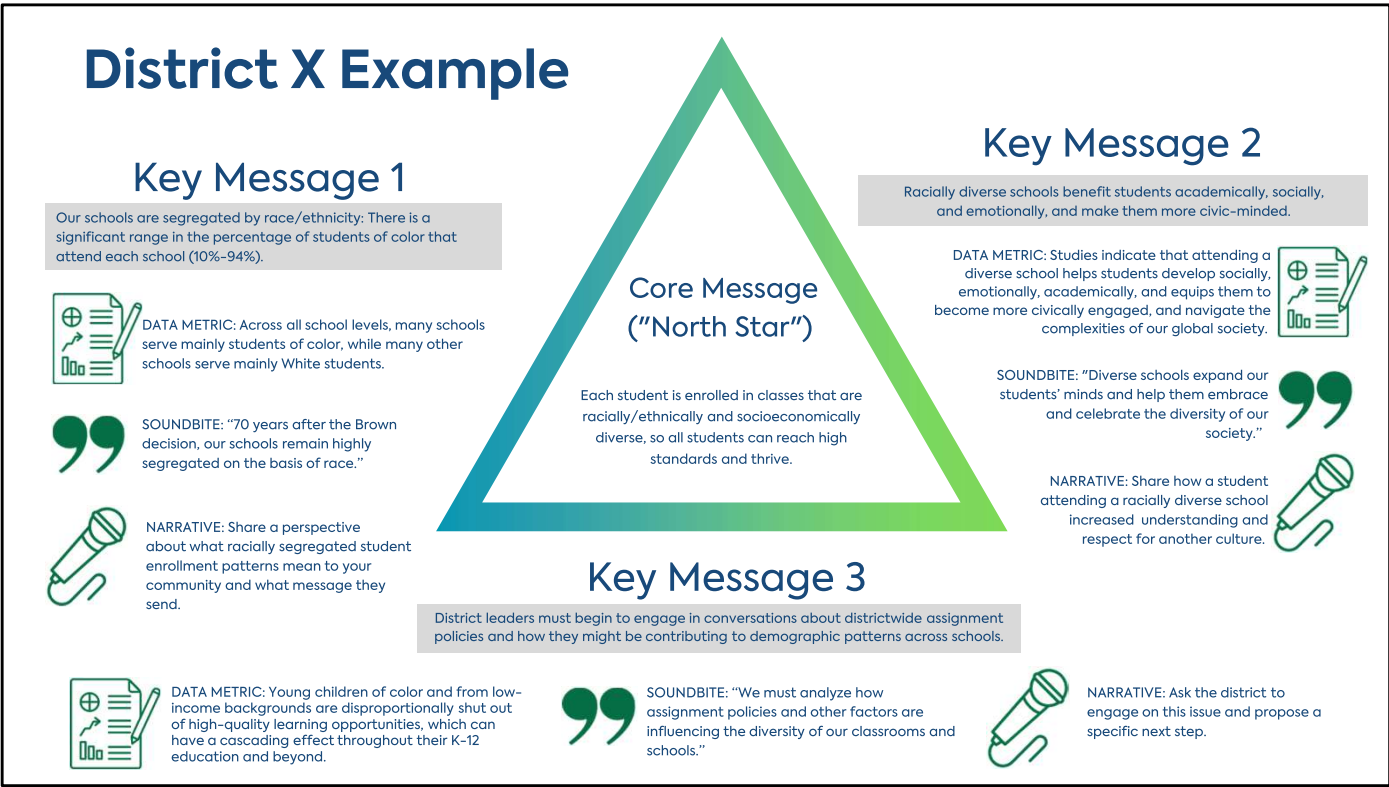 District X Example
Key Message 1
Our schools are segregated by race/ethnicity: There is a
significant range in the percentage of students of color that
attend each school (10%-94%).
DATA METRIC: Across all school levels, many schools
serve mainly students of color, while many other
schools serve mainly White students.
SOUNDBITE: “70 years after the Brown
decision, our schools remain highly
segregated on the basis of race.”
NARRATIVE: Share a perspective
about what racially segregated student
enrollment patterns mean to your
community and what message they
send.
Core Message
("North Star")
Each student is enrolled in classes that are
racially/ethnically and socioeconomically
diverse, so all students can reach high
standards and thrive.
Key Message 2
Racially diverse schools benefit students academically, socially,
and emotionally, and make them more civic-minded.
DATA METRIC: Studies indicate that attending a
diverse school helps students develop socially,
emotionally, academically, and equips them to
become more civically engaged, and navigate the
complexities of our global society.
SOUNDBITE: "Diverse schools expand our
students’ minds and help them embrace
and celebrate the diversity of our
society.”
NARRATIVE: Share how a student
attending a racially diverse school
increased understanding and
respect for another culture.
Key Message 3
District leaders must begin to engage in conversations about districtwide assignment
policies and how they might be contributing to demographic patterns across schools.
DATA METRIC: Young children of color and from low-
income backgrounds are disproportionally shut out
of high-quality learning opportunities, which can
have a cascading effect throughout their K-12
education and beyond.
SOUNDBITE: “We must analyze how
assignment policies and other factors are
influencing the diversity of our classrooms and
schools.”
NARRATIVE: Ask the district to
engage on this issue and propose a
specific next step.